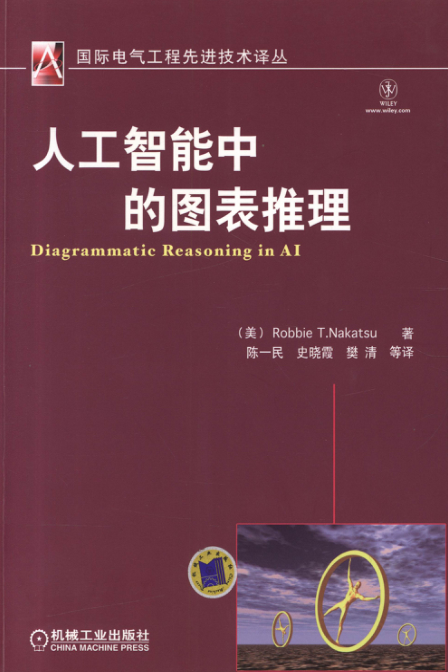 国际电气工程先进技术译丛
WILEY
www.wiley.com
人工智能中
的图表推理
Diagrammatic Reasoning in AI
（美）Robbie T.Nakatsu 著
陈一民 史晓霞 樊 清 等译
机械工业出版社
CHINA MACHINE PRESS